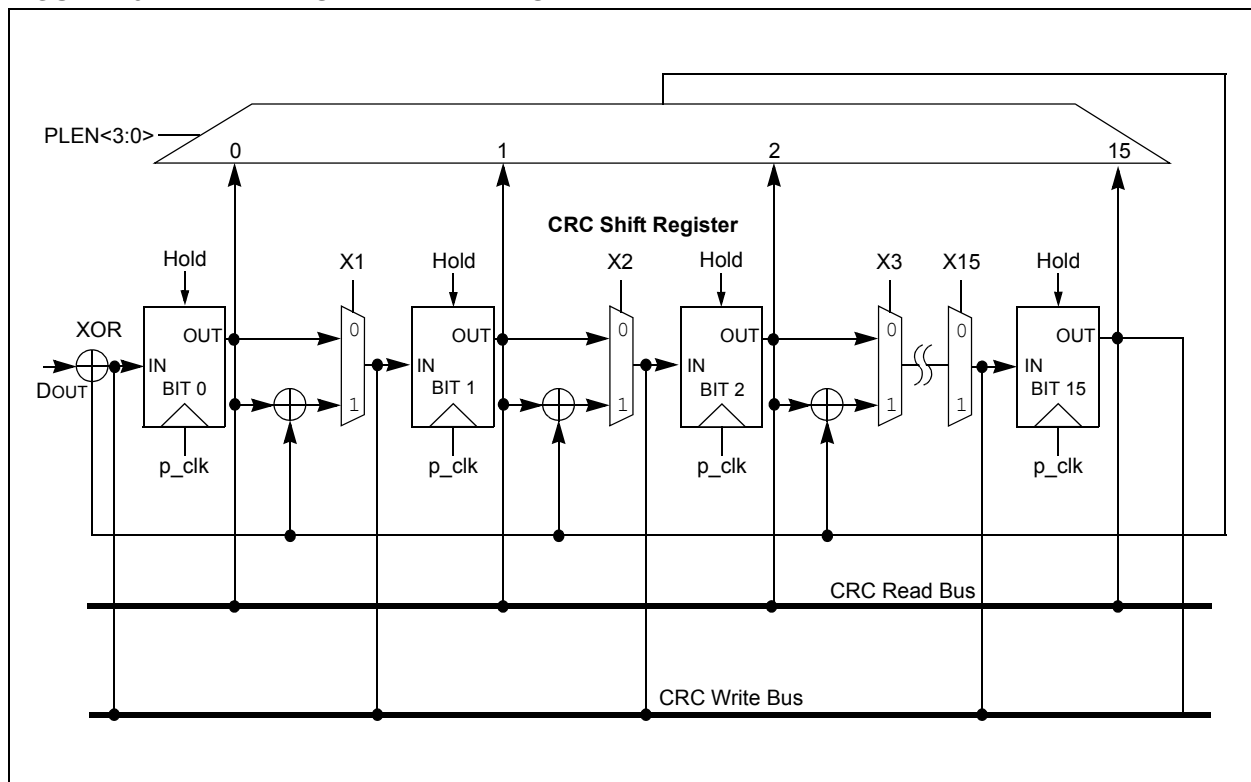 PLEN<3:0>
0 1 2 15
CRC Shift Register
Hold X1 Hold X2 Hold X3 X15 Hold
XOR
OUT 0 OUT 0 OUT 0 0 OUT
IN IN IN IN
DOUT
BIT 0 1 BIT 1 1 BIT 2 1 1 BIT 15
p_clk p_clk p_clk p_clk
CRC Read Bus
CRC Write Bus